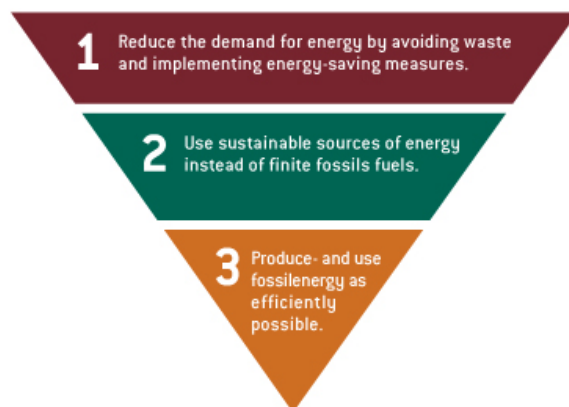 1
Reduce the demand for energy by avoiding waste
and implementing energy-saving measures.
2
Use sustainable sources of energy
instead of finite fossils fuels.
3
Produce- and use
fossilenergy as
efficiently
possible.